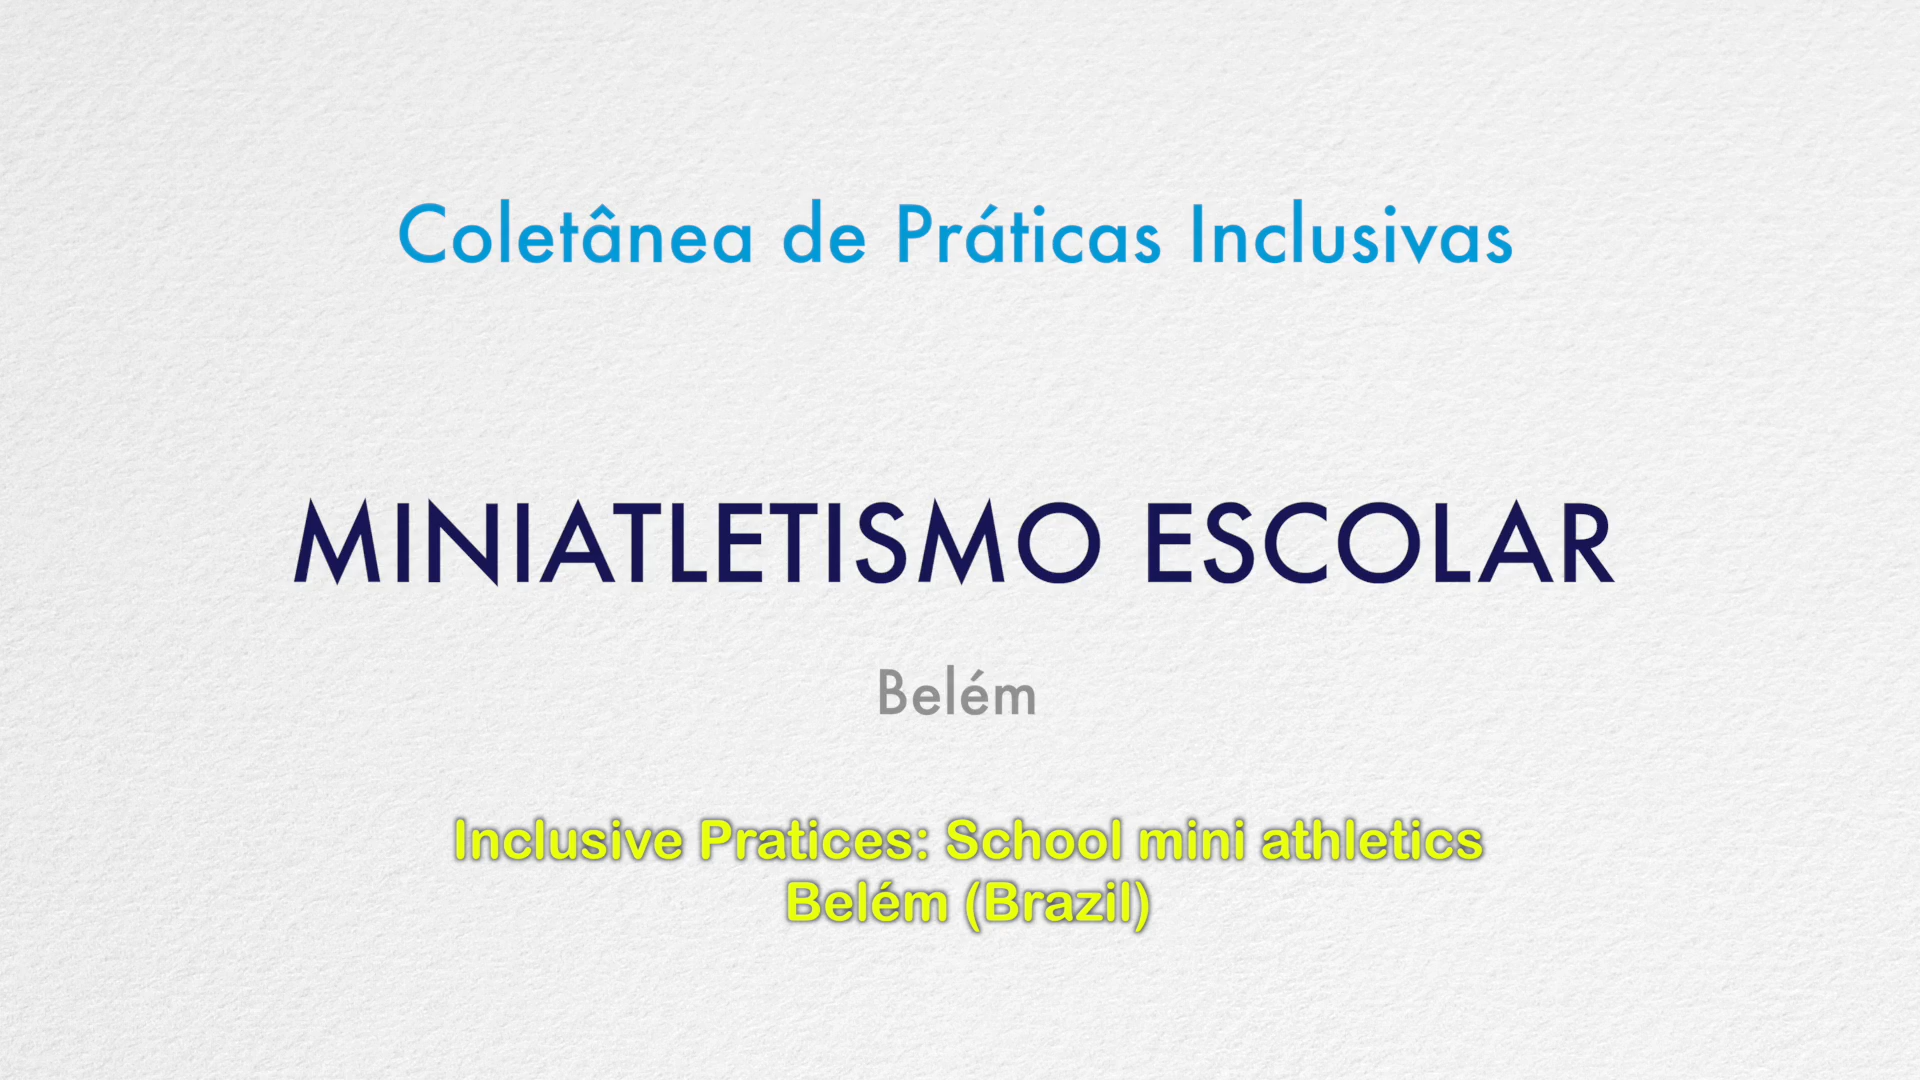 Coletânea de Práticas Inclusivas
MINIATLETISMO ESCOLAR
Belém
Inclusive Pratices: School mini athletics
Belém (Brazil)